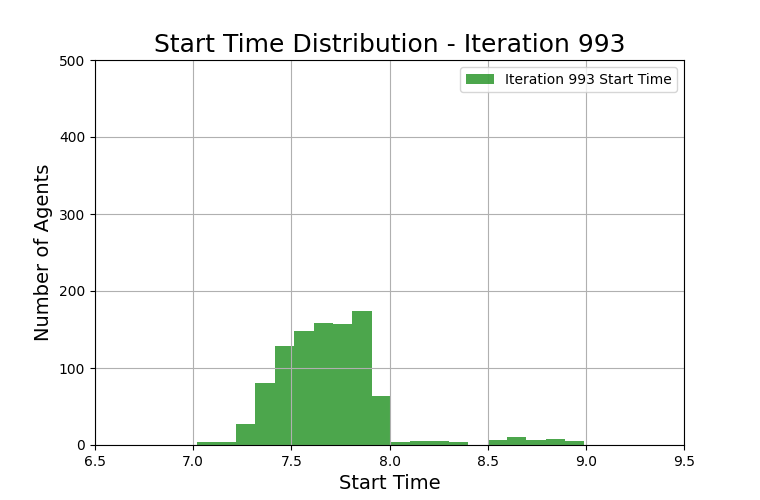 Start Time Distribution - Iteration 993
500
Iteration 993 Start Time
400
300
200
100
0
Number of Agents
6.5 7.0 7.5 8.0 8.5 9.0 9.5
Start Time